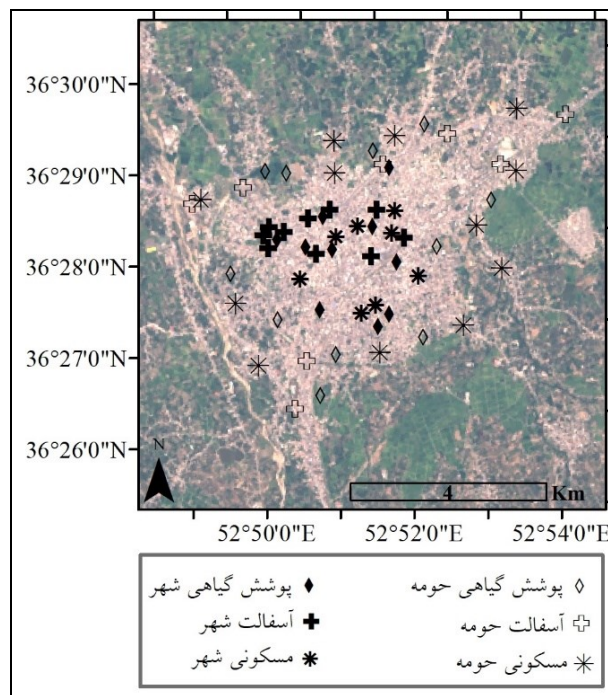 36°30'0"N
36°29'0"N
36°28'0"N
36°27'0"N
36°26'0"N
N
4 Km
52°50'0"E 52°52'0"E 52°54'0"E
پوشش گیاهی حومه پوشش گیاهی شهر
آسفالت حومه آسفالت شهر
مسکونی حومه مسکونی شهر